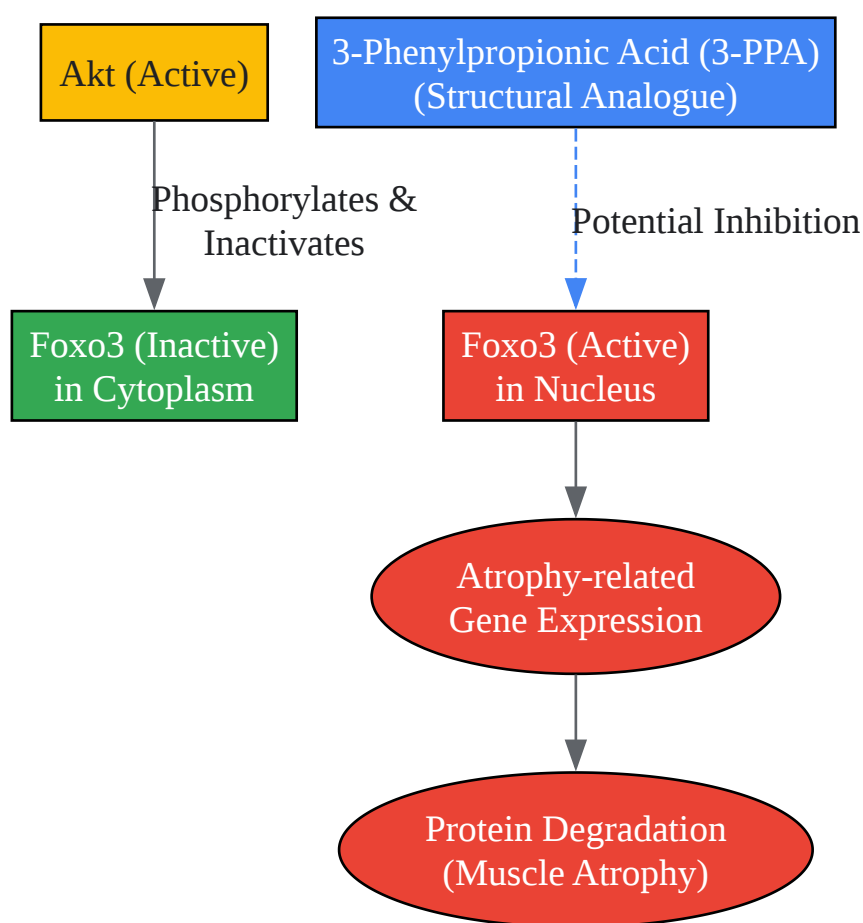 Akt (Active)
3-Phenylpropionic Acid (3-PPA)
(Structural Analogue)
Phosphorylates &
Inactivates
Potential Inhibition
Foxo3 (Inactive)
in Cytoplasm
Foxo3 (Active)
in Nucleus
Atrophy-related
Gene Expression
Protein Degradation
(Muscle Atrophy)